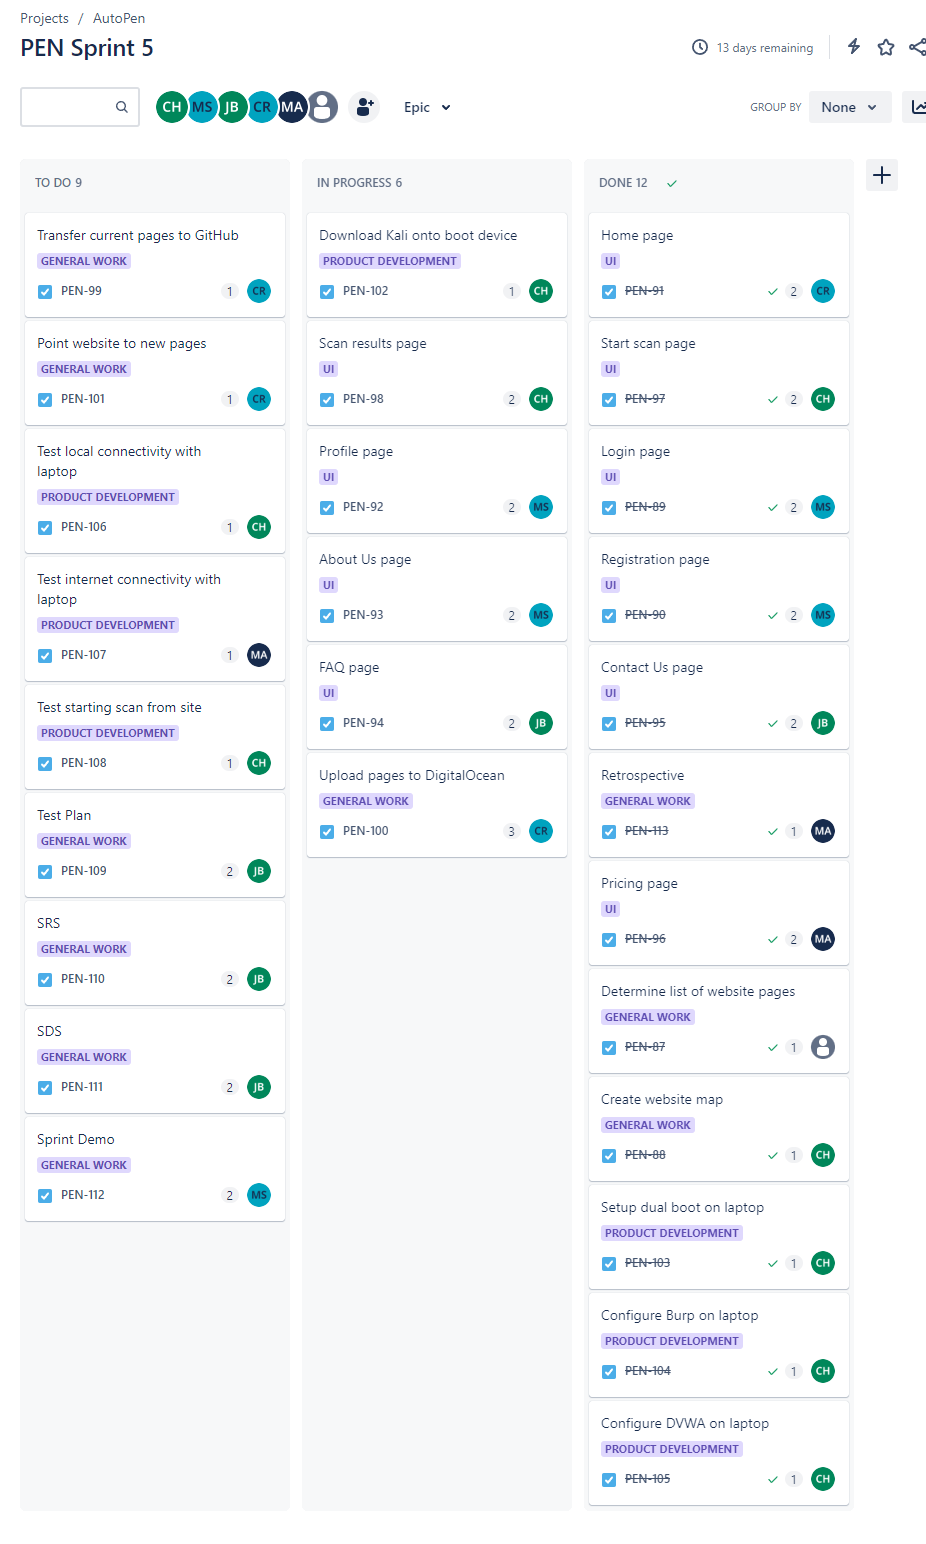 Projects / AutoPen
PEN Sprint 5
13 days remaining
CH MS JB CR MA
Epic
GROUP BY None
TO DO 9
Transfer current pages to GitHub
GENERAL WORK
PEN-99 1 CR
Point website to new pages
GENERAL WORK
PEN-101 1 CR
Test local connectivity with
laptop
PRODUCT DEVELOPMENT
PEN-106 1 CH
Test internet connectivity with
laptop
PRODUCT DEVELOPMENT
PEN-107 1 MA
Test starting scan from site
PRODUCT DEVELOPMENT
PEN-108 1 CH
Test Plan
GENERAL WORK
PEN-109 2 JB
SRS
GENERAL WORK
PEN-110 2 JB
SDS
GENERAL WORK
PEN-111 2 JB
Sprint Demo
GENERAL WORK
PEN-112 2 MS
IN PROGRESS 6
Download Kali onto boot device
PRODUCT DEVELOPMENT
PEN-102 1 CH
Scan results page
UI
PEN-98 2 CH
Profile page
UI
PEN-92 2 MS
About Us page
UI
PEN-93 2 MS
FAQ page
UI
PEN-94 2 JB
Upload pages to DigitalOcean
GENERAL WORK
PEN-100 3 CR
DONE 12
Home page
UI
PEN-91 2 CR
Start scan page
UI
PEN-97 2 CH
Login page
UI
PEN-89 2 MS
Registration page
UI
PEN-90 2 MS
Contact Us page
UI
PEN-95 2 JB
Retrospective
GENERAL WORK
PEN-113 1 MA
Pricing page
UI
PEN-96 2 MA
Determine list of website pages
GENERAL WORK
PEN-87 1
Create website map
GENERAL WORK
PEN-88 1 CH
Setup dual boot on laptop
PRODUCT DEVELOPMENT
PEN-103 1 CH
Configure Burp on laptop
PRODUCT DEVELOPMENT
PEN-104 1 CH
Configure DVWA on laptop
PRODUCT DEVELOPMENT
PEN-105 1 CH